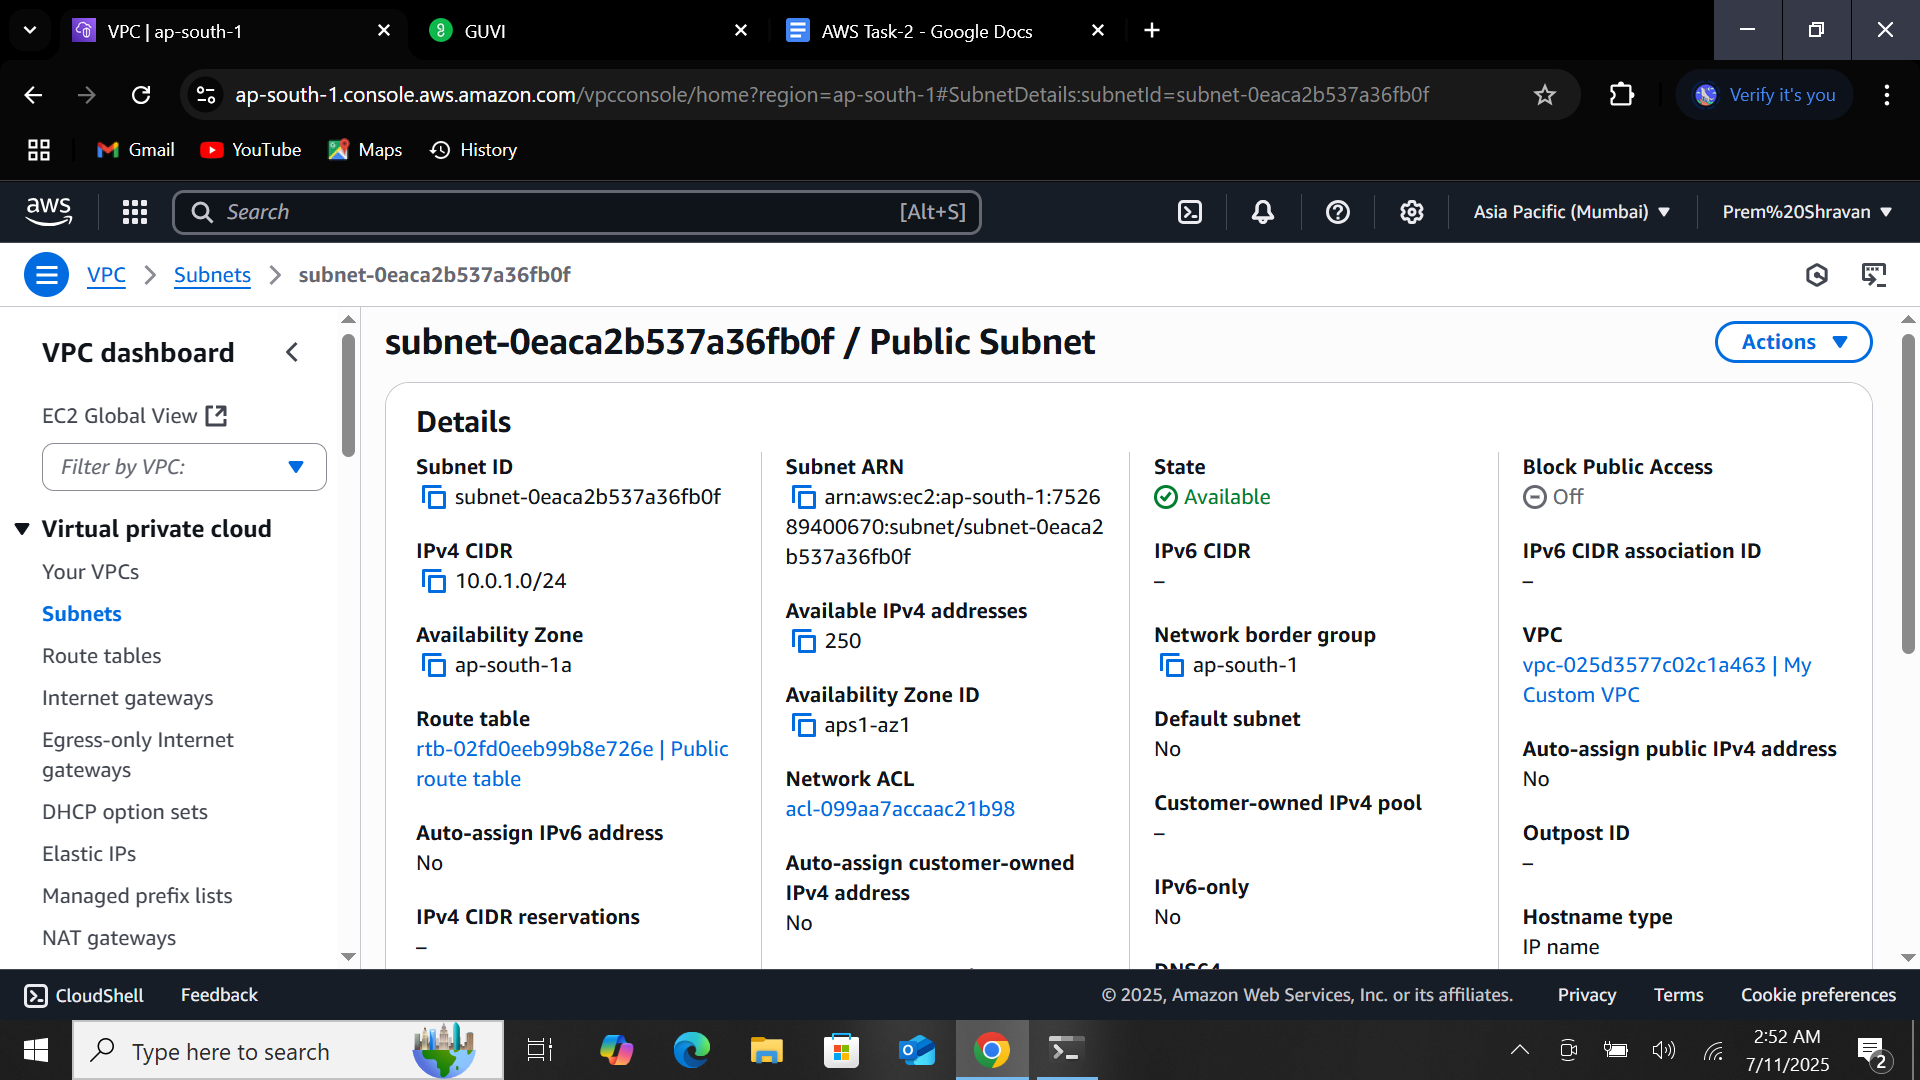 VPC | ap-south-1
GUVI
AWS Task-2 - Google Docs
ap-south-1.console.aws.amazon.com/vpcconsole/home?region=ap-south-1#SubnetDetails:subnetId=subnet-0eaca2b537a36fb0f
Verify it's you
Gmail
YouTube
Maps
History
aws
Search
[Alt+S]
Asia Pacific (Mumbai)
Prem%20Shravan
VPC
Subnets
subnet-0eaca2b537a36fb0f
VPC dashboard
EC2 Global View
Filter by VPC:
Virtual private cloud
Your VPCs
Subnets
Route tables
Internet gateways
Egress-only Internet
gateways
DHCP option sets
Elastic IPs
Managed prefix lists
NAT gateways
subnet-0eaca2b537a36fb0f / Public Subnet
Actions
Details
Subnet ID
subnet-0eaca2b537a36fb0f
IPv4 CIDR
10.0.1.0/24
Availability Zone
ap-south-1a
Route table
rtb-02fd0eeb99b8e726e | Public
route table
Auto-assign IPv6 address
No
IPv4 CIDR reservations
–
Subnet ARN
arn:aws:ec2:ap-south-1:7526
89400670:subnet/subnet-0eaca2
b537a36fb0f
Available IPv4 addresses
250
Availability Zone ID
aps1-az1
Network ACL
acl-099aa7accaac21b98
Auto-assign customer-owned
IPv4 address
No
State
Available
IPv6 CIDR
–
Network border group
ap-south-1
Default subnet
No
Customer-owned IPv4 pool
–
IPv6-only
No
DNS64
Block Public Access
Off
IPv6 CIDR association ID
–
VPC
vpc-025d3577c02c1a463 | My
Custom VPC
Auto-assign public IPv4 address
No
Outpost ID
–
Hostname type
IP name
CloudShell
Feedback
© 2025, Amazon Web Services, Inc. or its affiliates.
Privacy
Terms
Cookie preferences
Type here to search
2:52 AM
7/11/2025
2